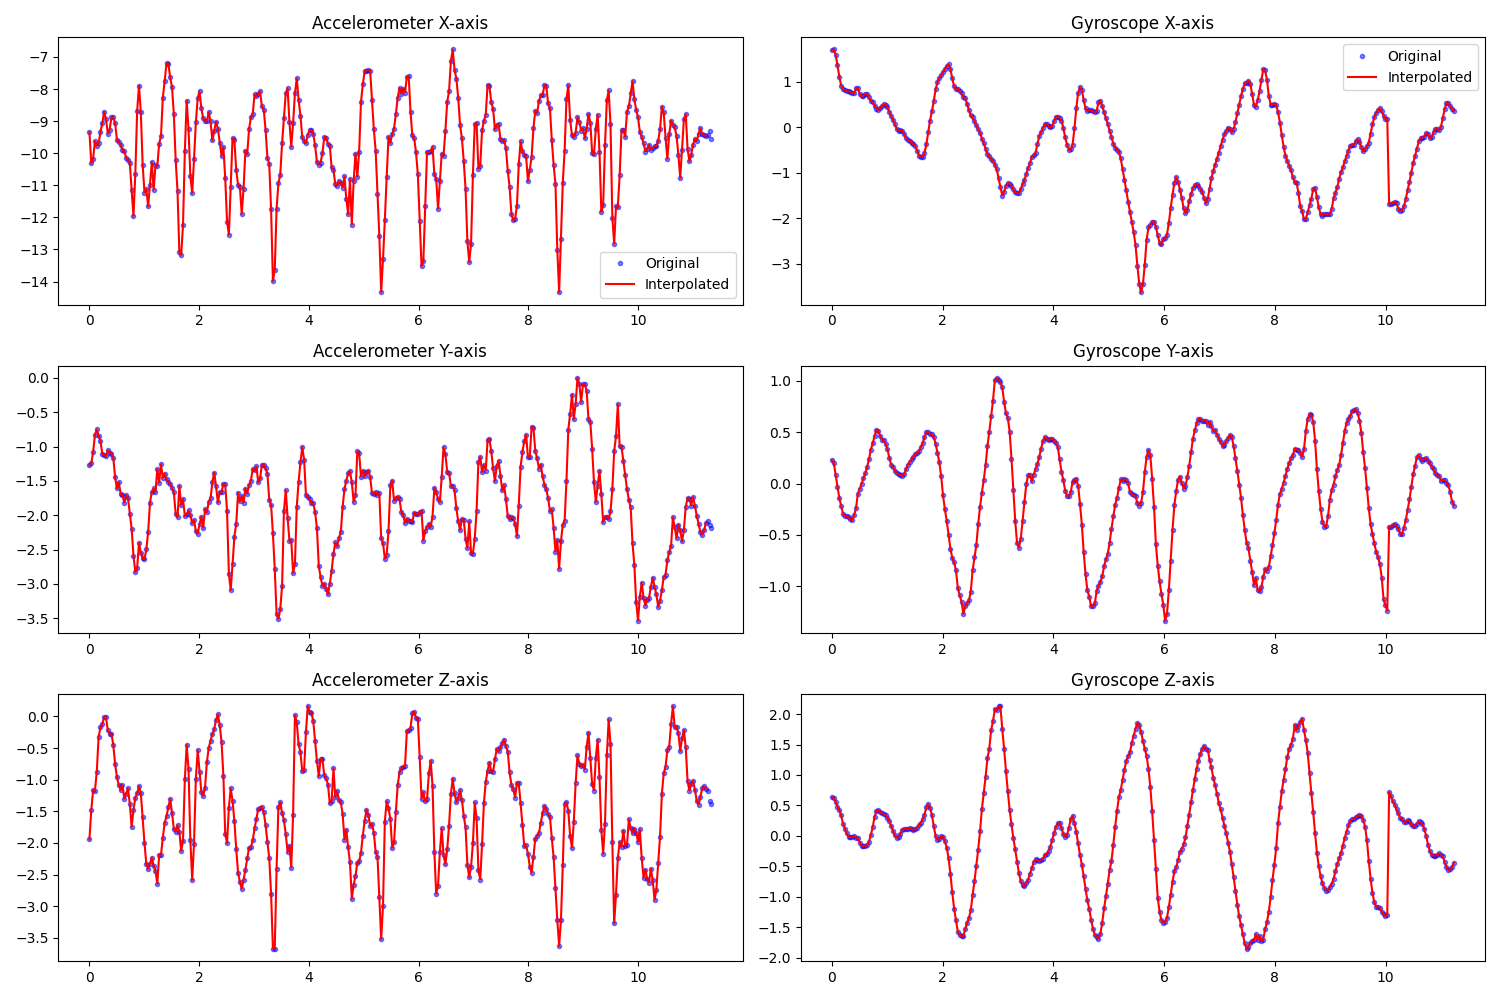 Accelerometer X-axis
−7
−8
−9
−10
−11
−12
−13
−14
0 2 4 6 8 10
Original
Interpolated
Gyroscope X-axis
1
0
−1
−2
−3
0 2 4 6 8 10
Original
Interpolated
Accelerometer Y-axis
0.0
−0.5
−1.0
−1.5
−2.0
−2.5
−3.0
−3.5
0 2 4 6 8 10
Gyroscope Y-axis
1.0
0.5
0.0
−0.5
−1.0
0 2 4 6 8 10
Accelerometer Z-axis
0.0
−0.5
−1.0
−1.5
−2.0
−2.5
−3.0
−3.5
0 2 4 6 8 10
Gyroscope Z-axis
2.0
1.5
1.0
0.5
0.0
−0.5
−1.0
−1.5
−2.0
0 2 4 6 8 10